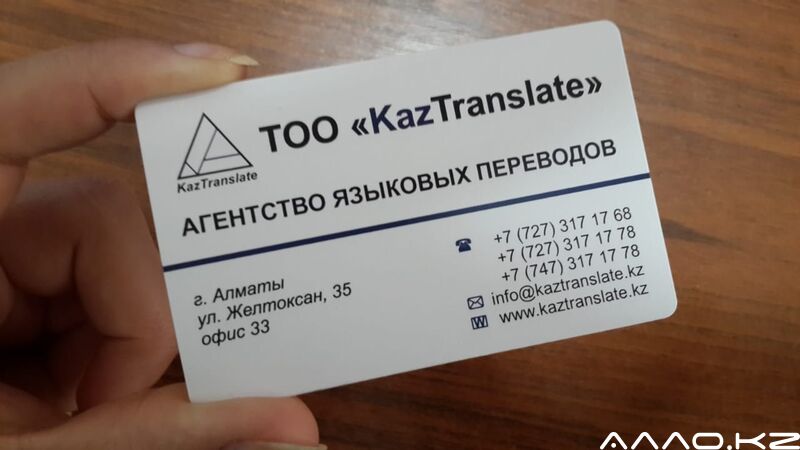 ТОО «KazTranslate»
KazTranslate
АГЕНТСТВО ЯЗЫКОВЫХ ПЕРЕВОДОВ
г. Алматы
ул. Желтоксан, 35
офис 33
+7 (727) 317 17 68
+7 (727) 317 17 78
+7 (747) 317 17 78
info@kaztranslate.kz
W www.kaztranslate.kz
АЛЛО.KZ